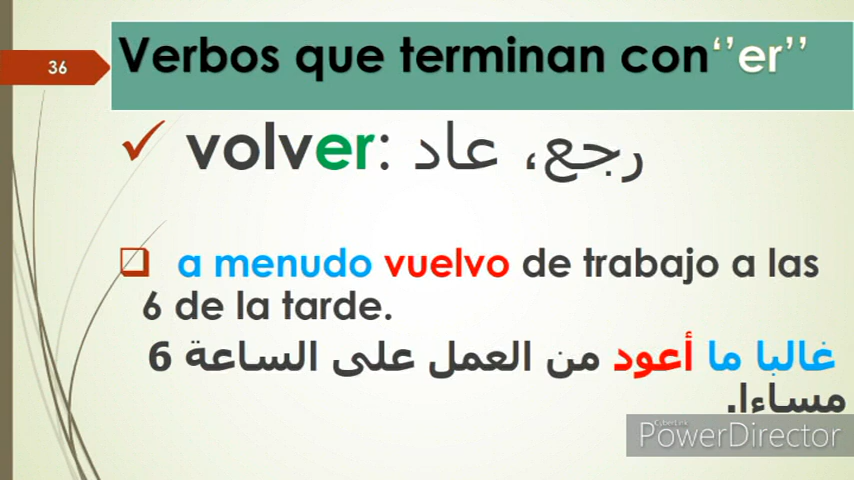 36
Verbos que terminan con‘’er’’
✓ volver: رجع، عاد
❑ a menudo vuelvo de trabajo a las
6 de la tarde.
غالبا ما أعود من العمل على الساعة 6
مساءا.
CyberLink
PowerDirector